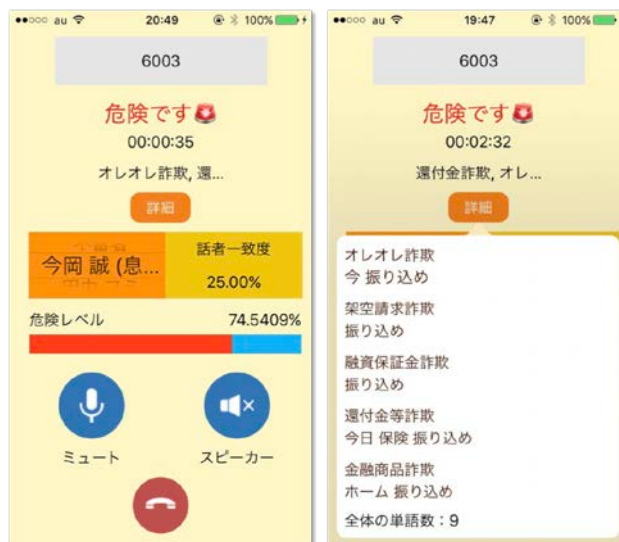 au 20:49 100%
6003
危険です
00:00:35
オレオレ詐欺, 還...
詳細
今岡 誠 (息...
話者一致度
25.00%
危険レベル 74.5409%
ミュート スピーカー
au 19:47 100%
6003
危険です
00:02:32
還付金詐欺, オレ...
詳細
オレオレ詐欺
今 振り込め
架空請求詐欺
振り込め
融資保証金詐欺
振り込め
還付金等詐欺
今日 保険 振り込め
金融商品詐欺
ホーム 振り込め
全体の単語数：9